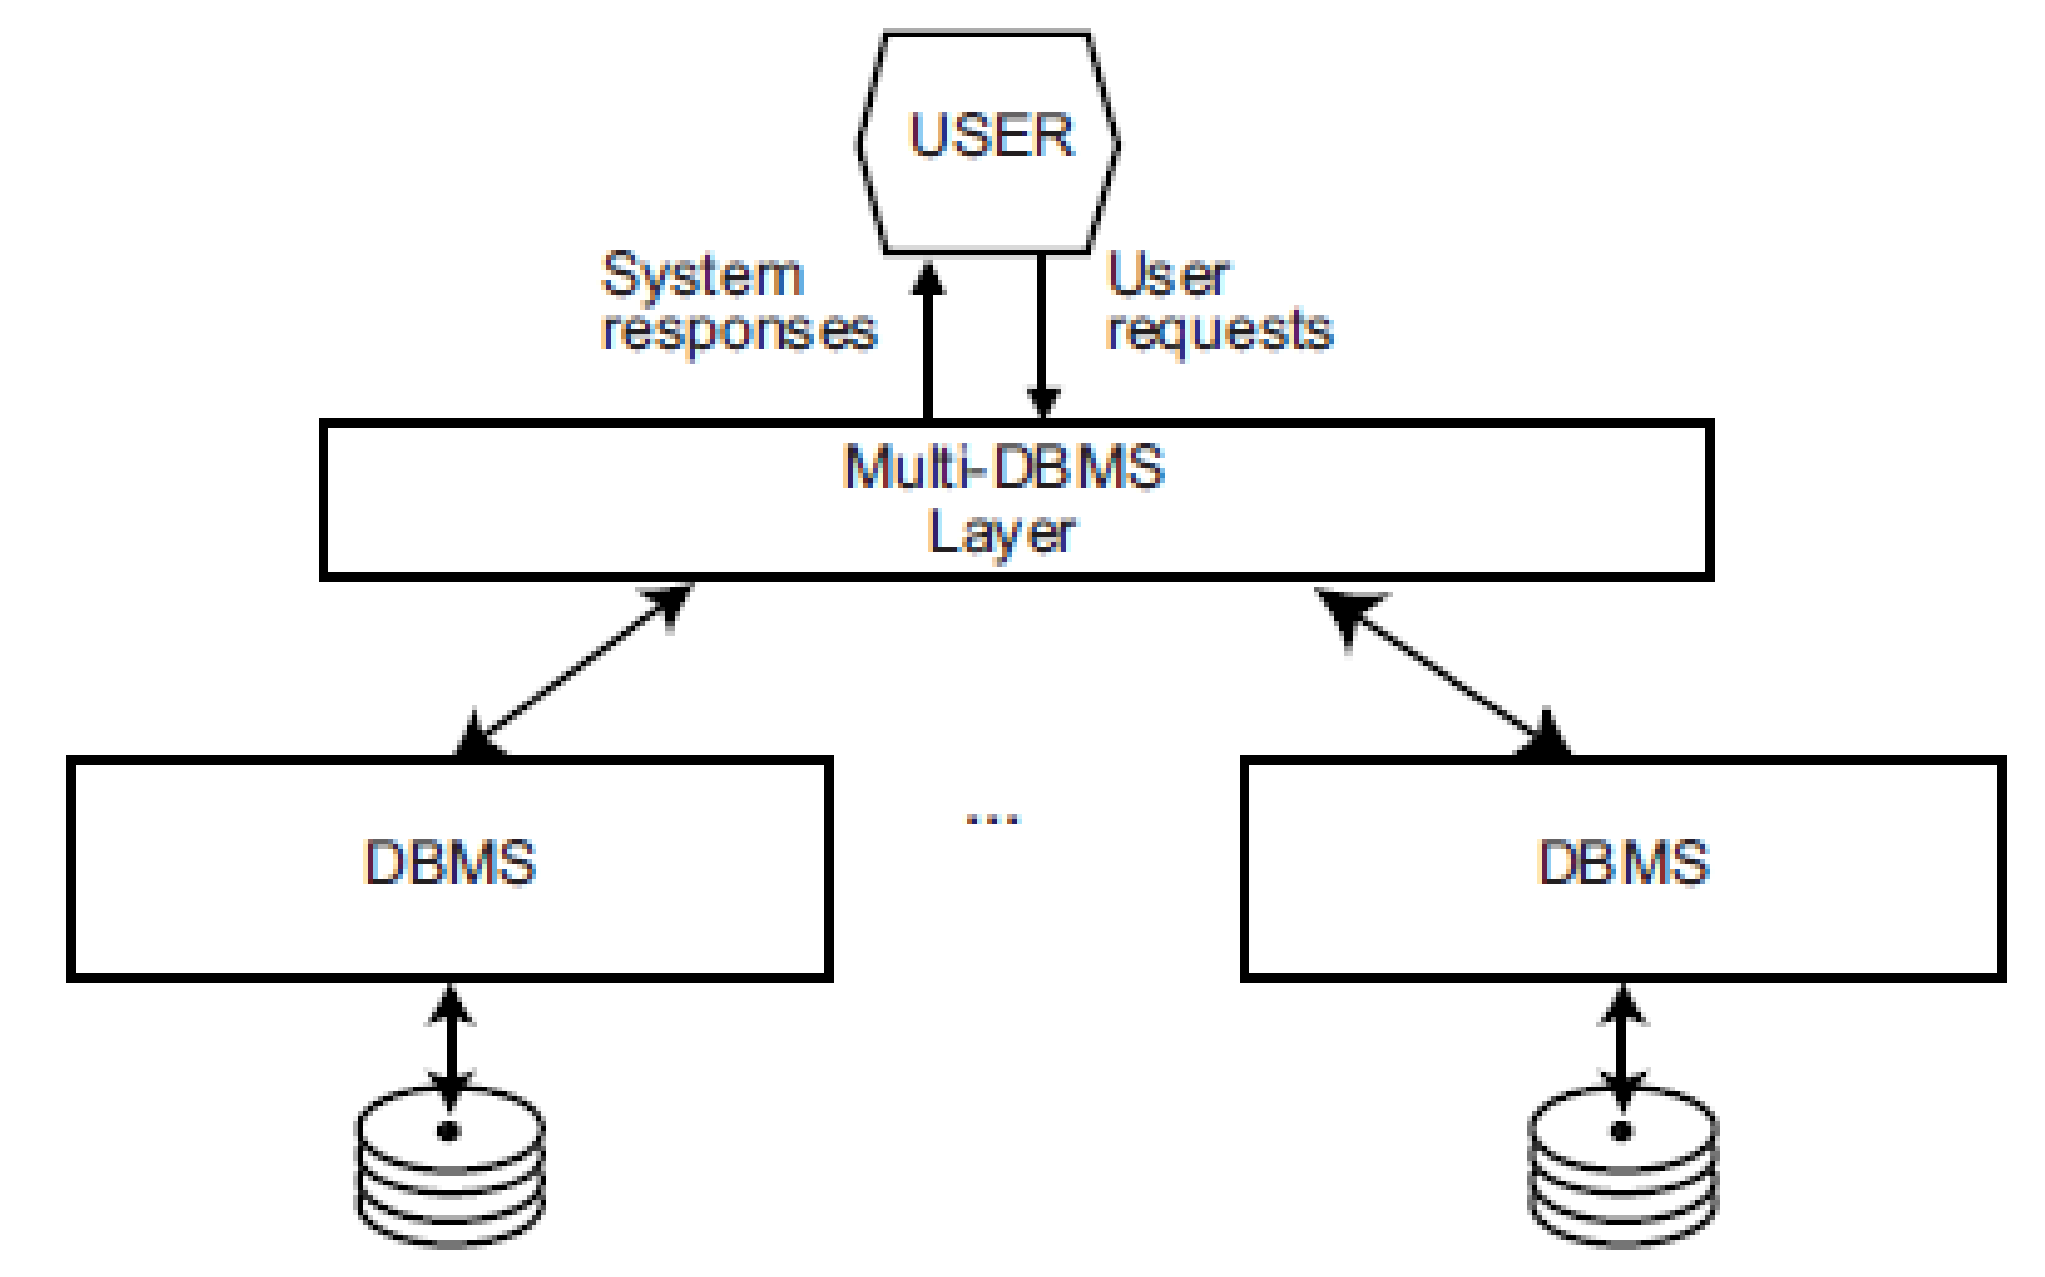 USER
System
responses
User
requests
Multi-DBMS
Layer
DBMS
...
DBMS